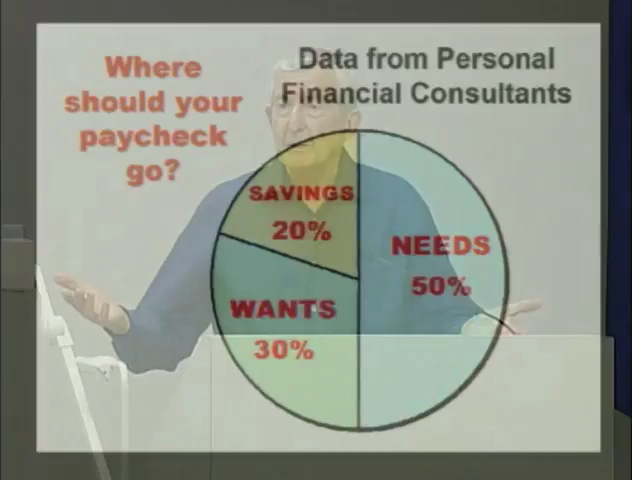 Where
should your
paycheck
go?
Data from Personal
Financial Consultants
SAVINGS
20%
NEEDS
50%
WANTS
30%